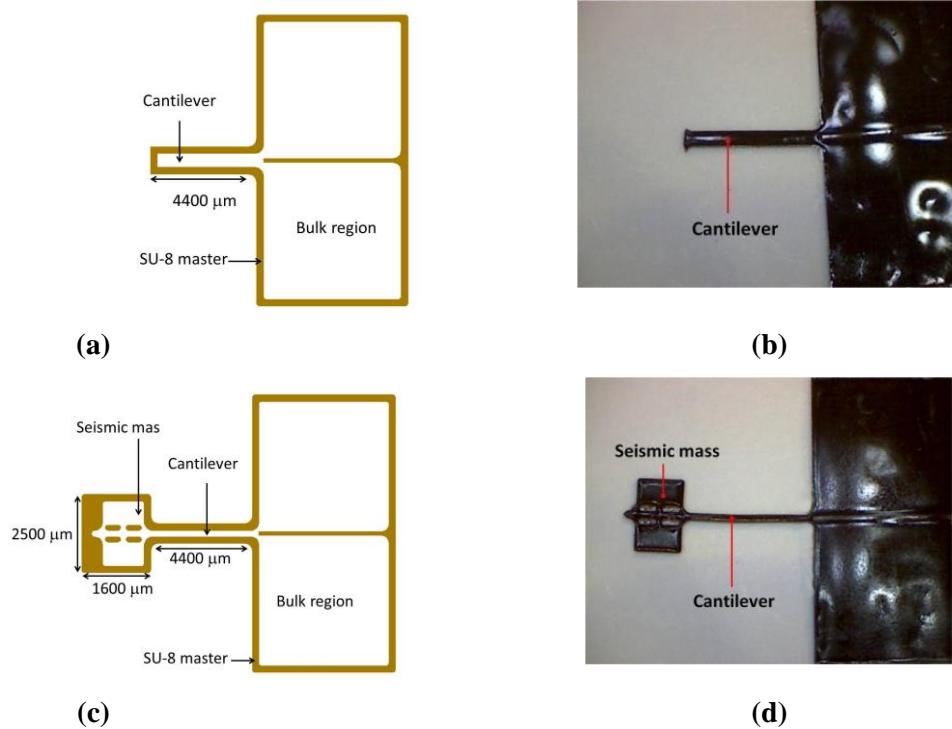 Cantilever
4400 μm
Bulk region
SU-8 master
Cantilever
(a)
(b)
Seismic mas
Cantilever
2500 μm
4400 μm
1600 μm
Bulk region
SU-8 master
Seismic mass
Cantilever
(c)
(d)